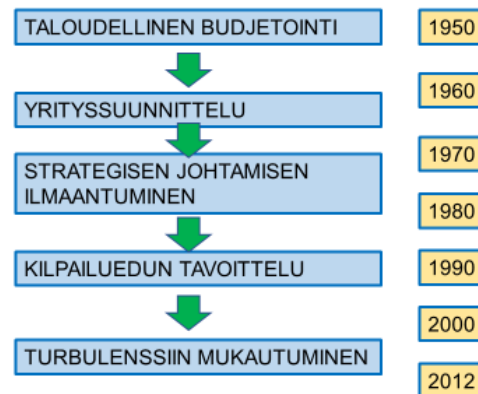 TALOUDELLINEN BUDJETOINTI
1950
1960
YRITYSSUUNNITTELU
1970
STRATEGISEN JOHTAMISEN
ILMAANTUMINEN
1980
KILPAILUEDUN TAVOITTELU
1990
2000
TURBULENSSIIN MUKAUTUMINEN
2012